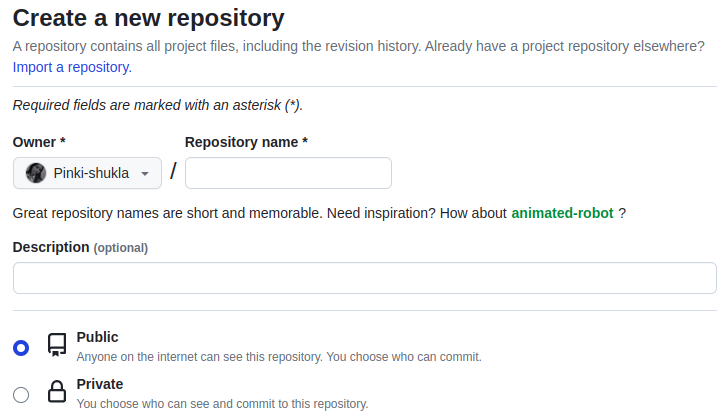 Create a new repository
A repository contains all project files, including the revision history. Already have a project repository elsewhere?
Import a repository.
Required fields are marked with an asterisk (*).
Owner * Repository name *
Pinki-shukla /
Great repository names are short and memorable. Need inspiration? How about animated-robot ?
Description (optional)
Public
Anyone on the internet can see this repository. You choose who can commit.
Private
You choose who can see and commit to this repository.